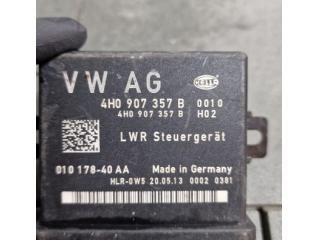 VW AG
HELLA
4H0 907 357 B 0010
4H0 907 357 B H02
LWR Steuergerät
010 178-40 AA Made in Germany
HLR-0W5 20.05.13 0002 0381